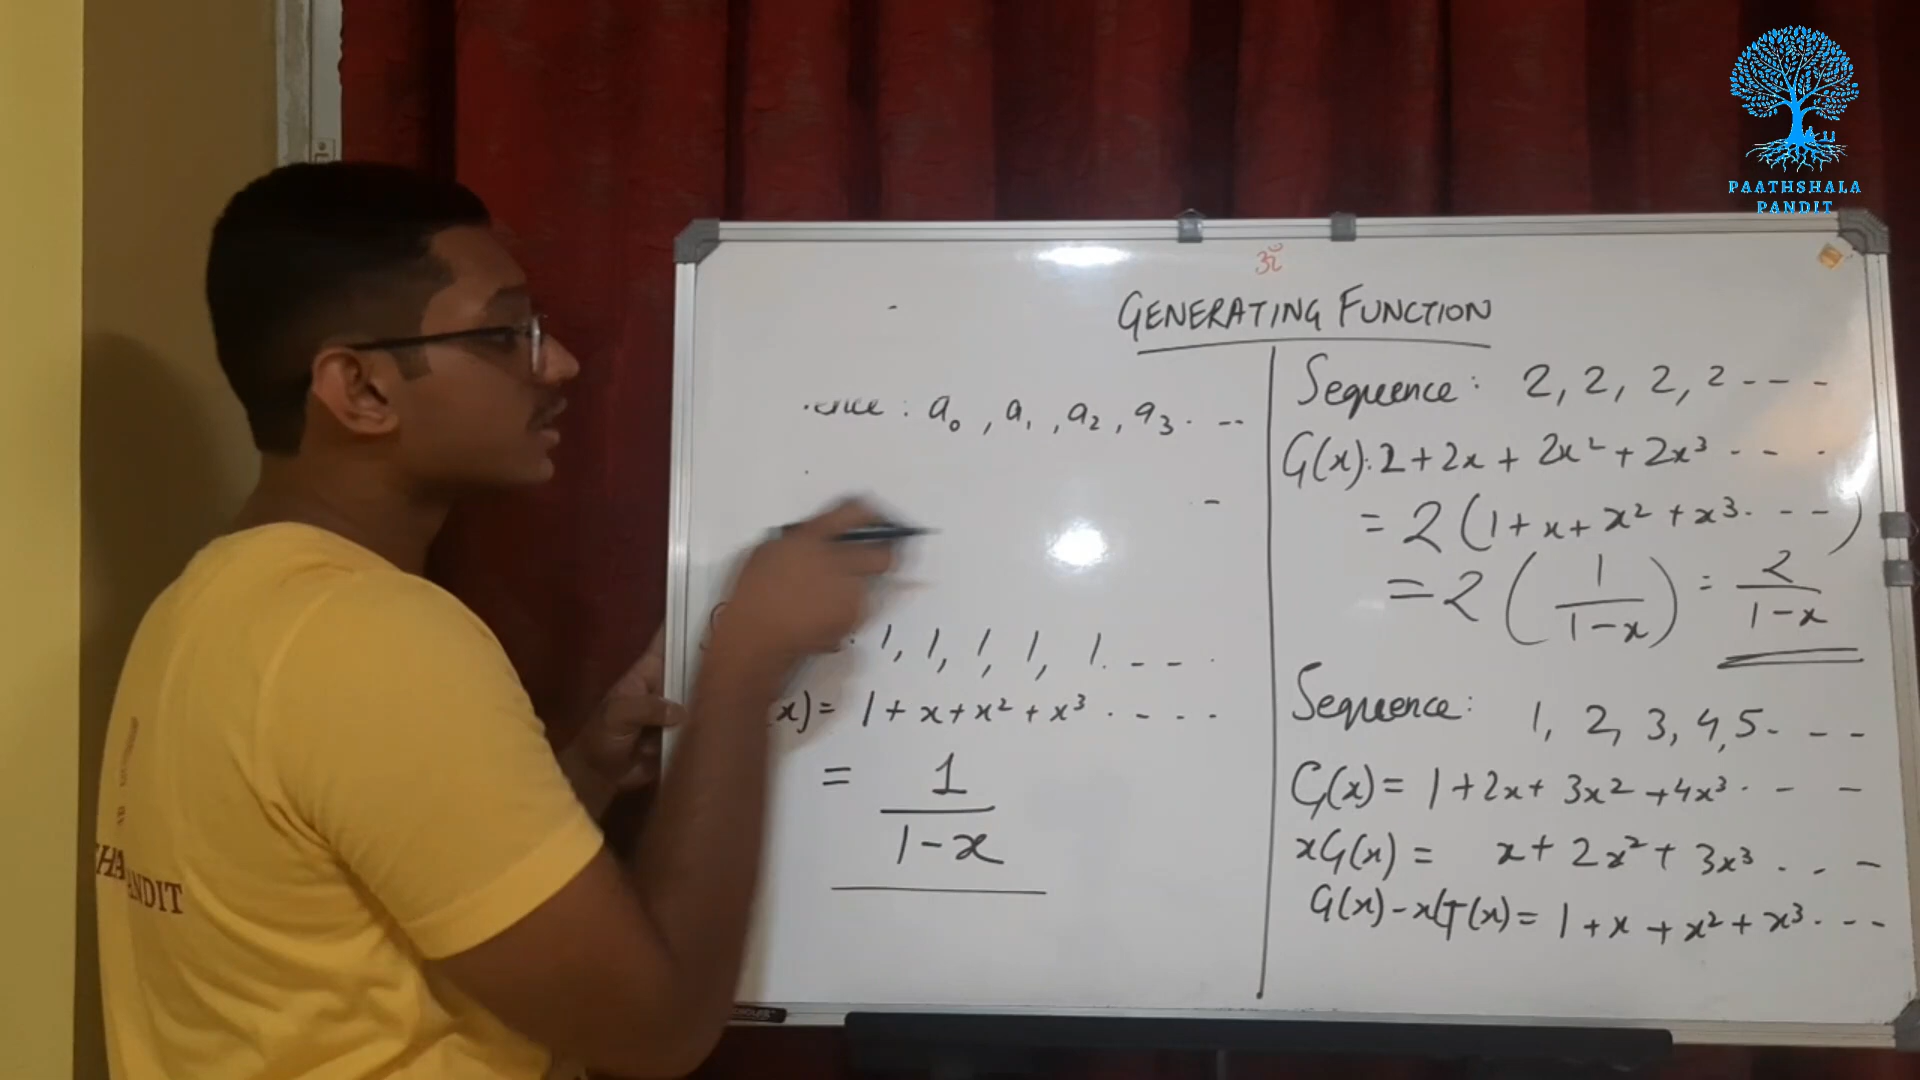 PAATHSHALA
PANDIT
ૐ
GENERATING FUNCTION
a₀, a₁, a₂, a₃. --
1, 1, 1, 1, 1. - - .
x) = 1 + x + x² + x³ . - - .
= 1
1 - x
Sequence: 2, 2, 2, 2 - - -
G(x): 2 + 2x + 2x² + 2x³ - - .
= 2 (1 + x + x² + x³. - - )
= 2 (1/(1-x)) = 2/(1-x)
Sequence: 1, 2, 3, 4, 5. - - -
G(x) = 1 + 2x + 3x² + 4x³. - -
xG(x) = x + 2x² + 3x³ . . -
G(x) - xG(x) = 1 + x + x² + x³. - - -
ANDIT